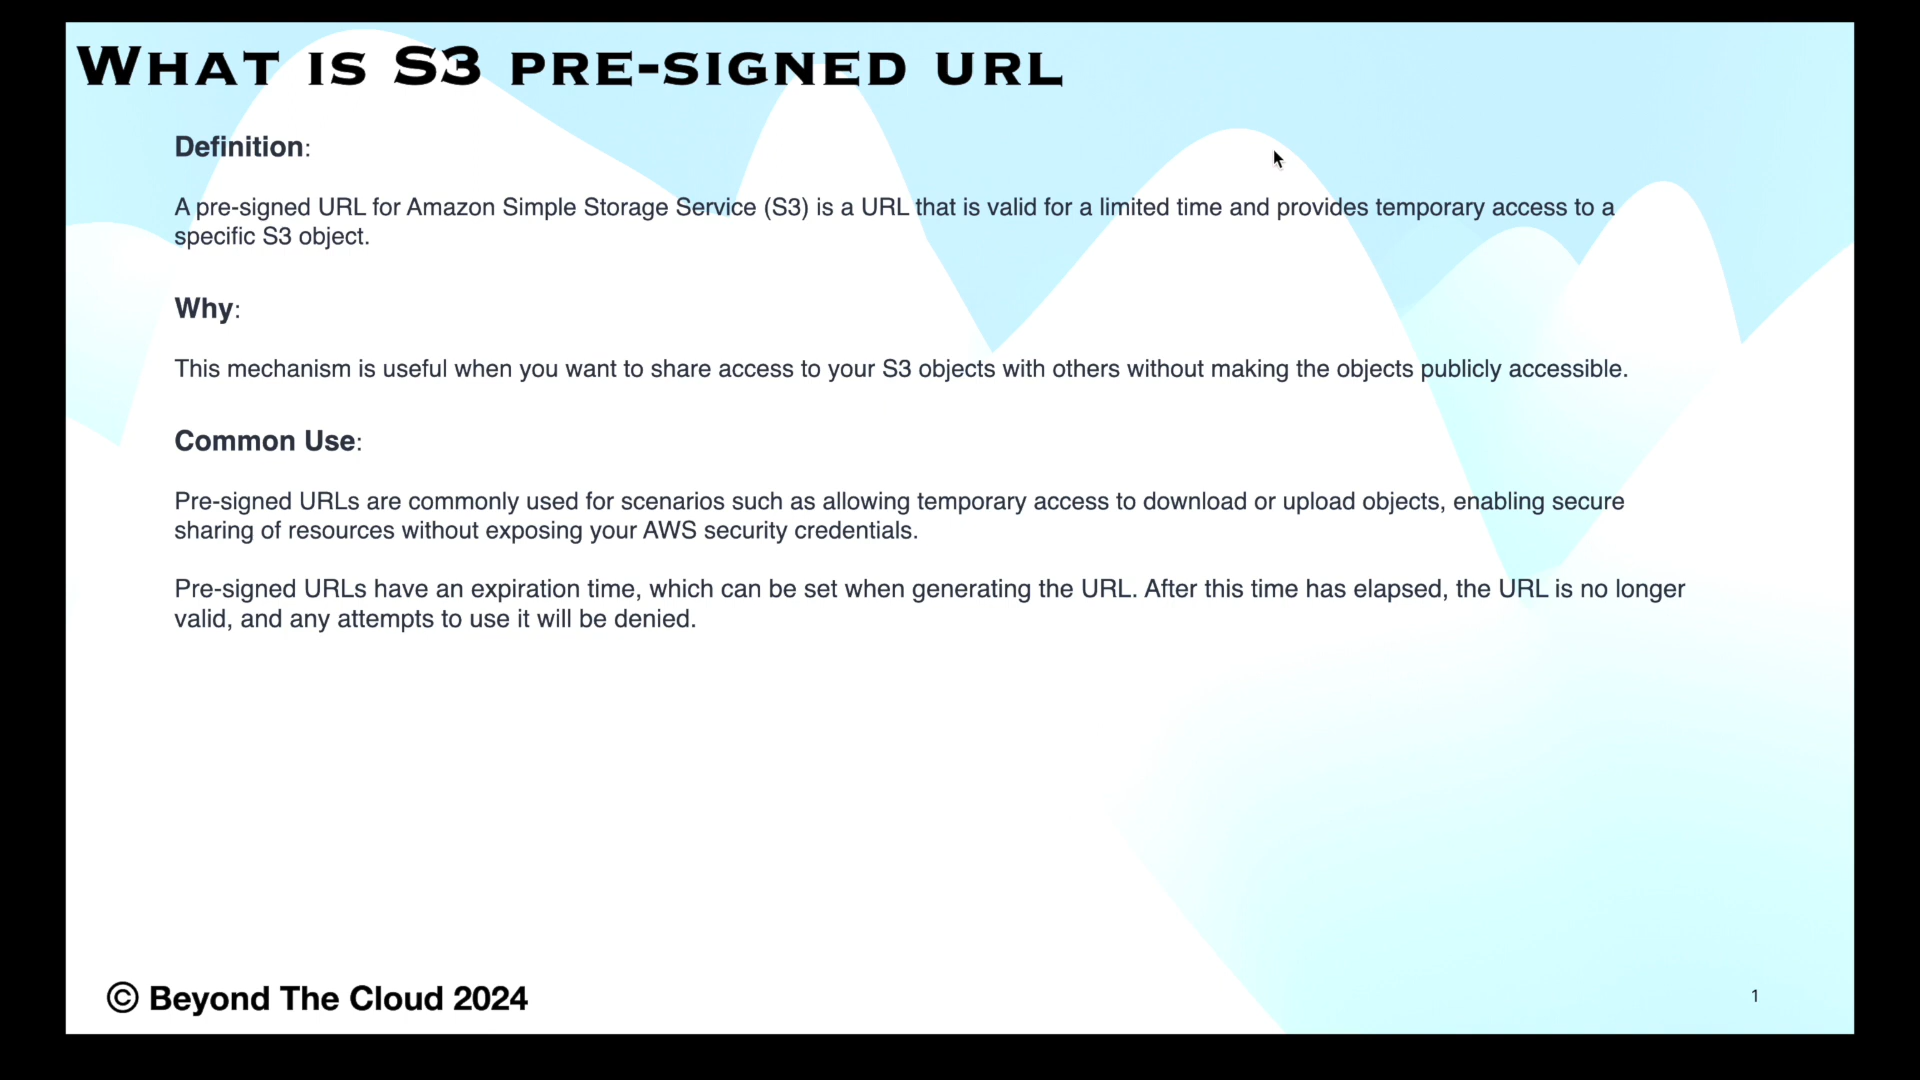 What is S3 pre-signed url
Definition:
A pre-signed URL for Amazon Simple Storage Service (S3) is a URL that is valid for a limited time and provides temporary access to a
specific S3 object.
Why:
This mechanism is useful when you want to share access to your S3 objects with others without making the objects publicly accessible.
Common Use:
Pre-signed URLs are commonly used for scenarios such as allowing temporary access to download or upload objects, enabling secure
sharing of resources without exposing your AWS security credentials.
Pre-signed URLs have an expiration time, which can be set when generating the URL. After this time has elapsed, the URL is no longer
valid, and any attempts to use it will be denied.
© Beyond The Cloud 2024
1